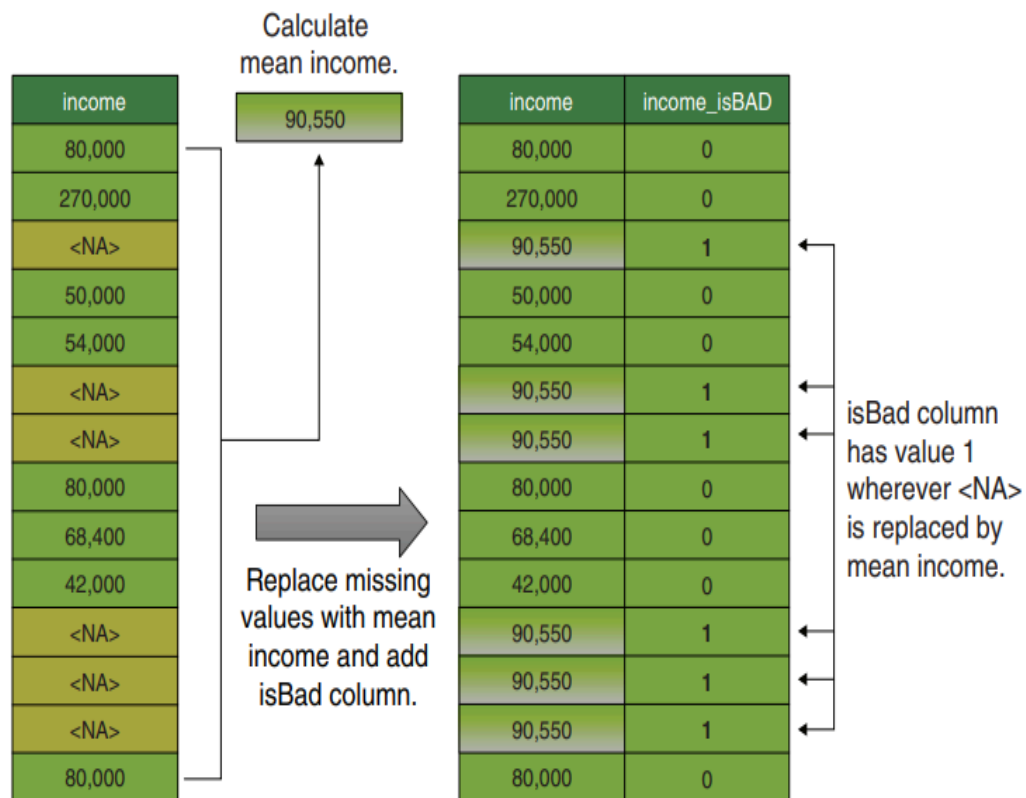 Calculate
mean income.
90,550
income
80,000
270,000
<NA>
50,000
54,000
<NA>
<NA>
80,000
68,400
42,000
<NA>
<NA>
<NA>
80,000
Replace missing
values with mean
income and add
isBad column.
income income_isBAD
80,000 0
270,000 0
90,550 1
50,000 0
54,000 0
90,550 1
90,550 1
80,000 0
68,400 0
42,000 0
90,550 1
90,550 1
90,550 1
80,000 0
isBad column
has value 1
wherever <NA>
is replaced by
mean income.